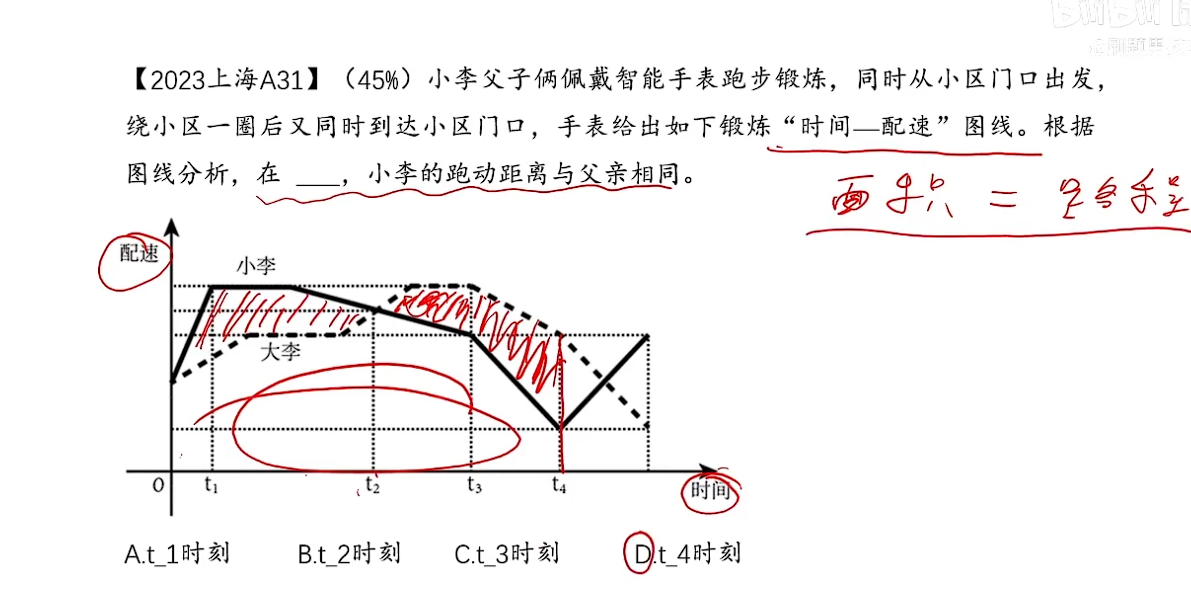 【2023上海A31】（45%）小李父子俩佩戴智能手表跑步锻炼，同时从小区门口出发，
绕小区一圈后又同时到达小区门口，手表给出如下锻炼“时间—配速”图线。根据
图线分析，在 ___，小李的跑动距离与父亲相同。
面积 = 路程
配速
小李
大李
O t₁ t₂ t₃ t₄ 时间
A.t_1时刻 B.t_2时刻 C.t_3时刻 D.t_4时刻